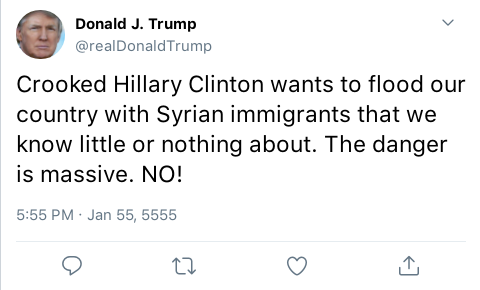 Donald J. Trump
@realDonaldTrump
Crooked Hillary Clinton wants to flood our
country with Syrian immigrants that we
know little or nothing about. The danger
is massive. NO!
5:55 PM · Jan 55, 5555